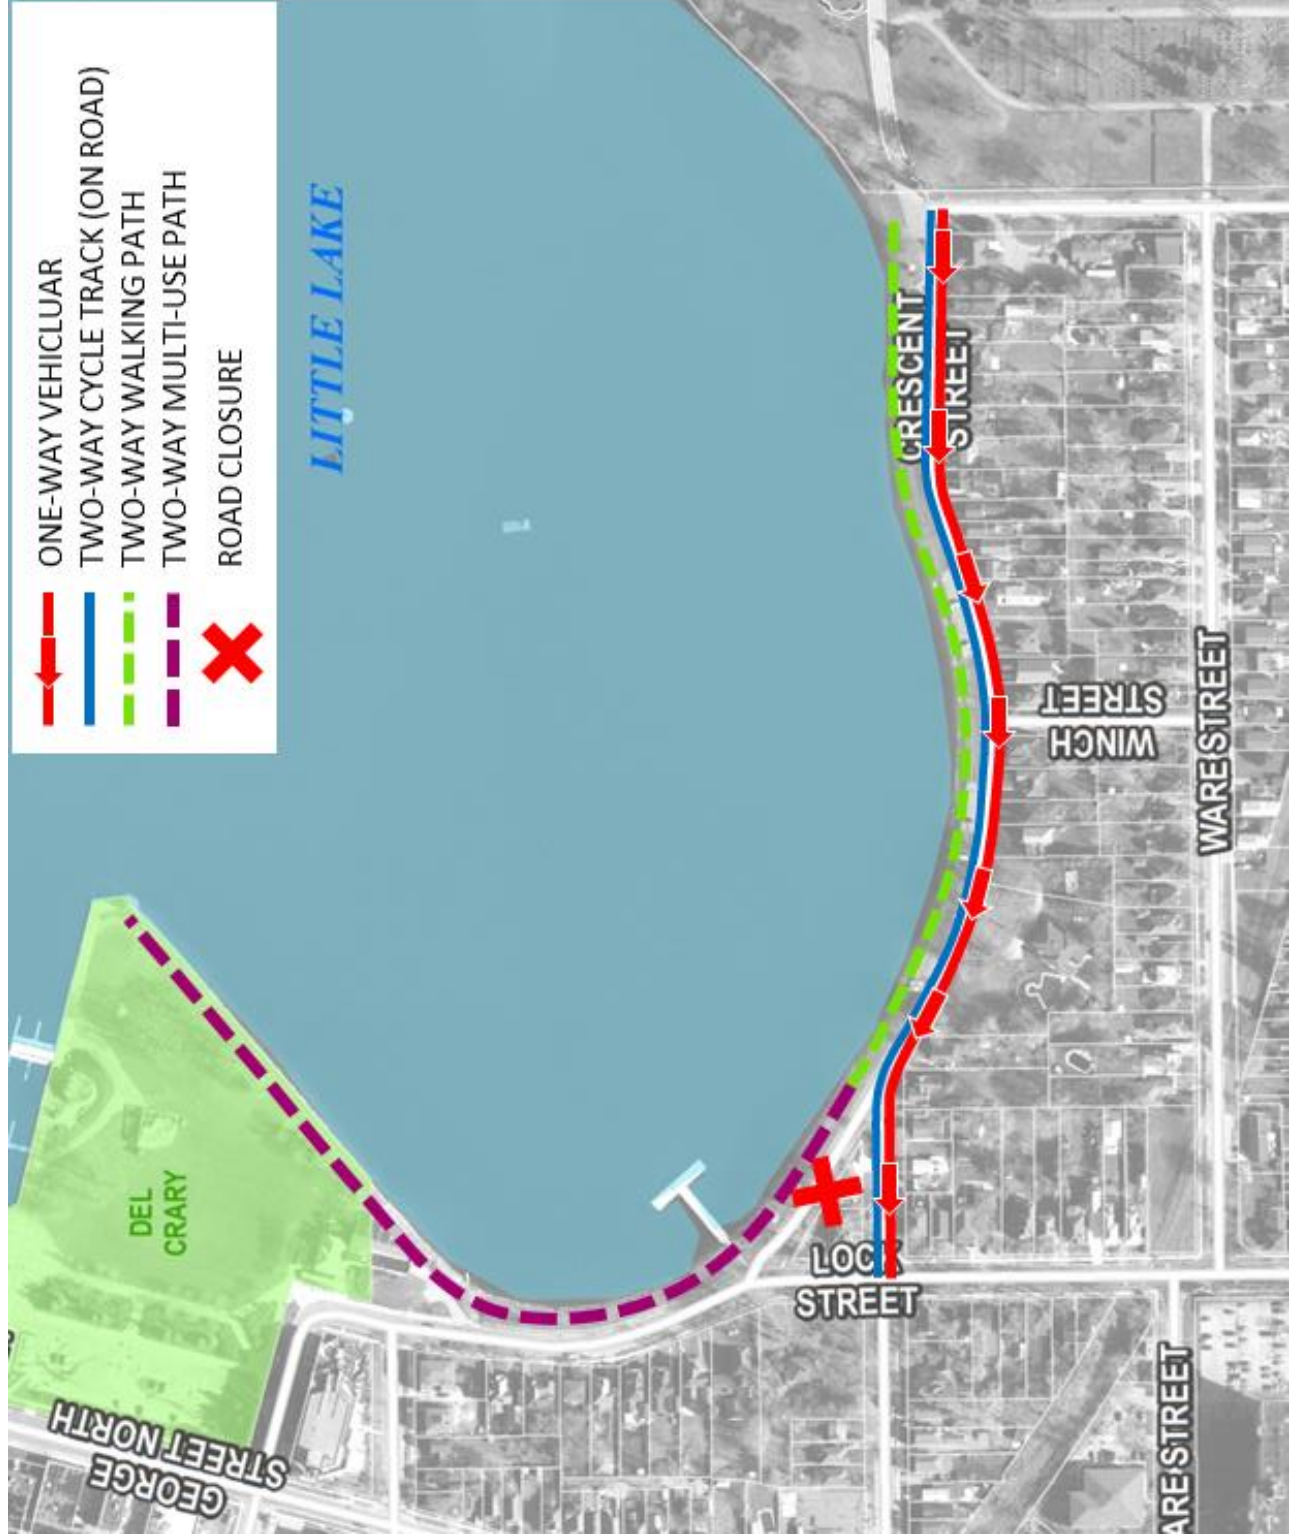 ONE-WAY VEHICLUAR
TWO-WAY CYCLE TRACK (ON ROAD)
TWO-WAY WALKING PATH
TWO-WAY MULTI-USE PATH
ROAD CLOSURE
LITTLE LAKE
DEL
CRARY
GEORGE
STREET NORTH
CRESCENT
STREET
WINCH
STREET
WARE STREET
LOCK
STREET
ARE STREET